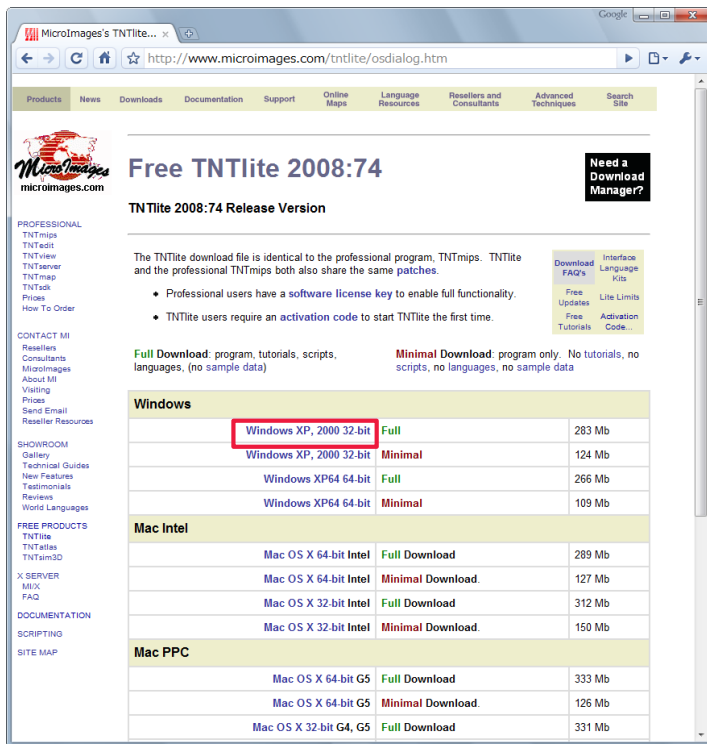 Google
MicroImages's TNTlite...
http://www.microimages.com/tntlite/osdialog.htm
Products News Downloads Documentation Support Online Maps Language Resources Resellers and Consultants Advanced Techniques Search Site
MicroImages
microimages.com
Free TNTlite 2008:74
Need a
Download
Manager?
TNTlite 2008:74 Release Version
PROFESSIONAL
TNTmips
TNTedit
TNTview
TNTserver
TNTmap
TNTsdk
Prices
How To Order
CONTACT MI
Resellers
Consultants
MicroImages
About MI
Visiting
Prices
Send Email
Reseller Resources
SHOWROOM
Gallery
Technical Guides
New Features
Testimonials
Reviews
World Languages
FREE PRODUCTS
TNTlite
TNTatlas
TNTsim3D
X SERVER
MI/X
FAQ
DOCUMENTATION
SCRIPTING
SITE MAP
The TNTlite download file is identical to the professional program, TNTmips. TNTlite
and the professional TNTmips both also share the same patches.
Professional users have a software license key to enable full functionality.
TNTlite users require an activation code to start TNTlite the first time.
Download FAQ's
Interface Language Kits
Free Updates
Lite Limits
Free Tutorials
Activation Code...
Full Download: program, tutorials, scripts,
languages, (no sample data)
Minimal Download: program only. No tutorials, no
scripts, no languages, no sample data
Windows
Windows XP, 2000 32-bit Full 283 Mb
Windows XP, 2000 32-bit Minimal 124 Mb
Windows XP64 64-bit Full 266 Mb
Windows XP64 64-bit Minimal 109 Mb
Mac Intel
Mac OS X 64-bit Intel Full Download 289 Mb
Mac OS X 64-bit Intel Minimal Download. 127 Mb
Mac OS X 32-bit Intel Full Download 312 Mb
Mac OS X 32-bit Intel Minimal Download. 150 Mb
Mac PPC
Mac OS X 64-bit G5 Full Download 333 Mb
Mac OS X 64-bit G5 Minimal Download. 126 Mb
Mac OS X 32-bit G4, G5 Full Download 331 Mb